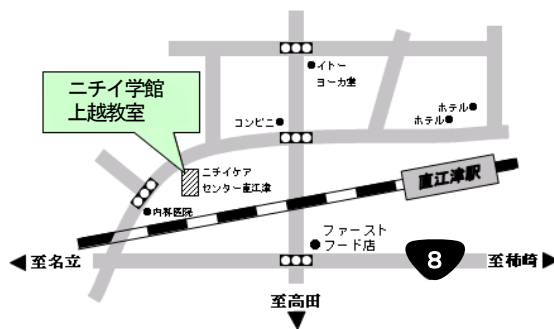 ニチイ学館
上越教室
イトー
ヨーカ堂
コンビニ
ホテル
ホテル
ニチイケア
センター直江津
内科医院
直江津駅
ファースト
フード店
8
至名立
至柿崎
至高田